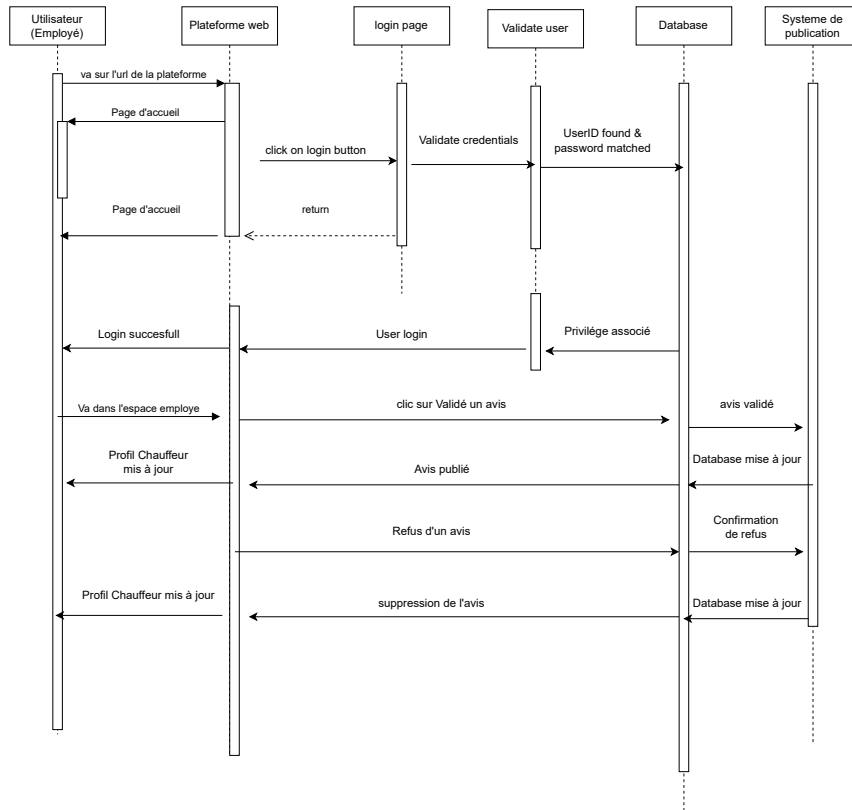 Utilisateur
(Employé)
Plateforme web
login page
Validate user
Database
Systeme de
publication
va sur l'url de la plateforme
Page d'accueil
click on login button
Validate credentials
UserID found &
password matched
Page d'accueil
return
Login succesfull
User login
Privilége associé
Va dans l'espace employe
clic sur Validé un avis
avis validé
Profil Chauffeur
mis à jour
Avis publié
Database mise à jour
Refus d'un avis
Confirmation
de refus
Profil Chauffeur mis à jour
suppression de l'avis
Database mise à jour